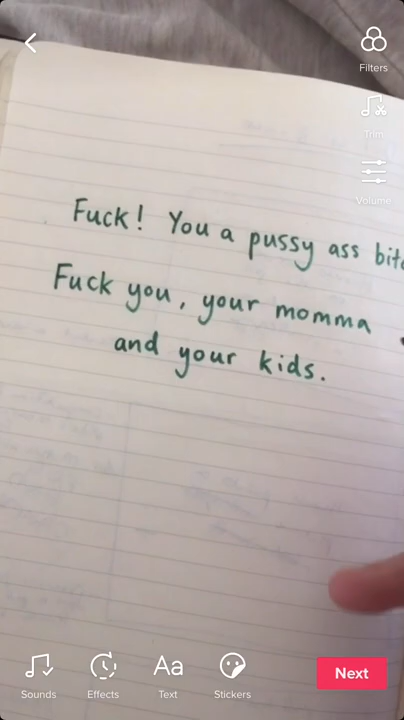 Filters
Trim
Volume
Fuck! You a pussy ass
Fuck you, your momma
and your kids.
Sounds
Effects
Text
Stickers
Next